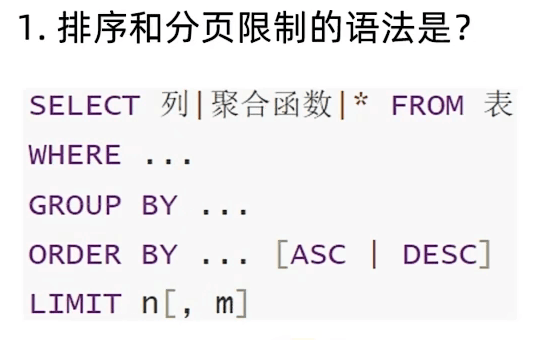 1. 排序和分页限制的语法是？
SELECT 列|聚合函数|* FROM 表
WHERE ...
GROUP BY ...
ORDER BY ... [ASC | DESC]
LIMIT n[, m]